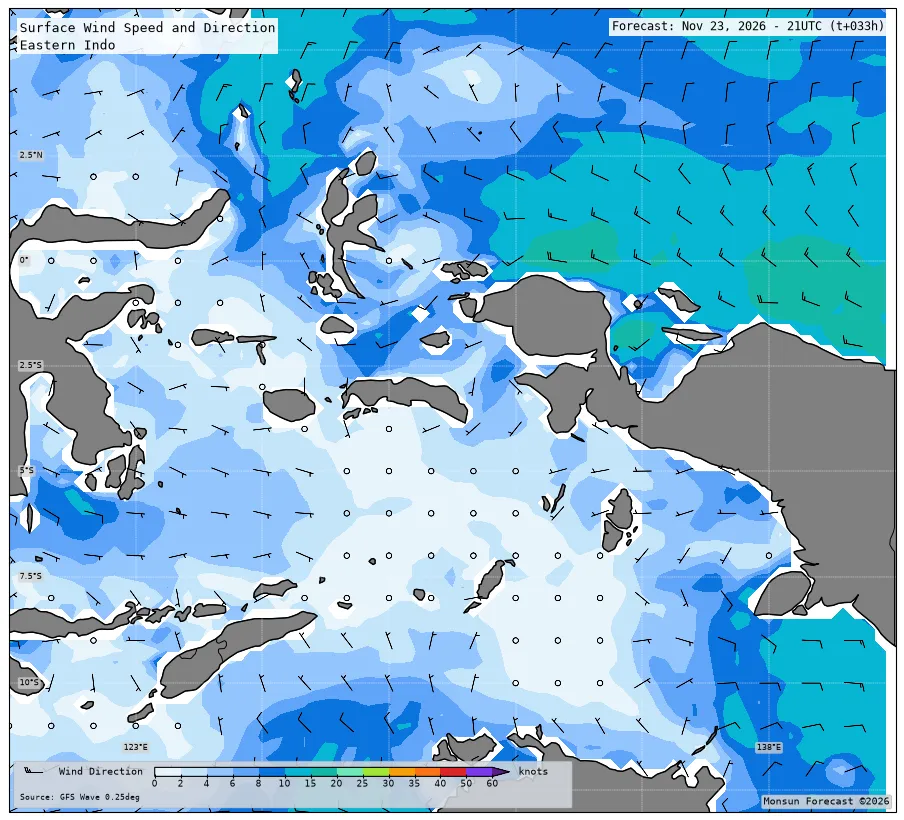 Surface Wind Speed and Direction
Eastern Indo
Forecast: Nov 23, 2026 - 21UTC (t+033h)
2.5°N
0°
2.5°S
5°S
7.5°S
10°S
123°E
138°E
Wind Direction
0 2 4 6 8 10 15 20 25 30 35 40 50 60
knots
Source: GFS Wave 0.25deg
Monsun Forecast ©2026